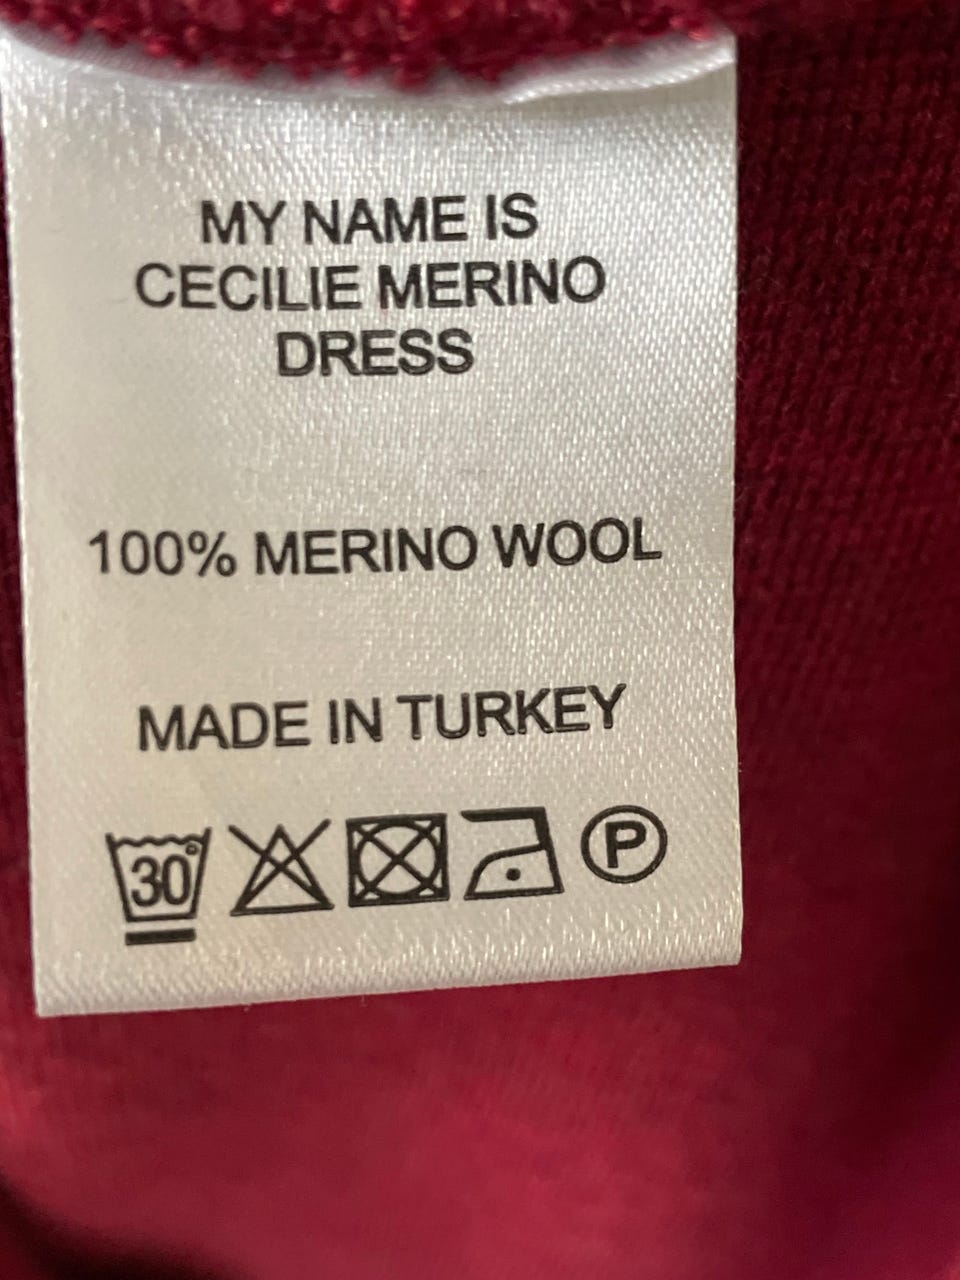 MY NAME IS
CECILIE MERINO
DRESS
100% MERINO WOOL
MADE IN TURKEY
30° P